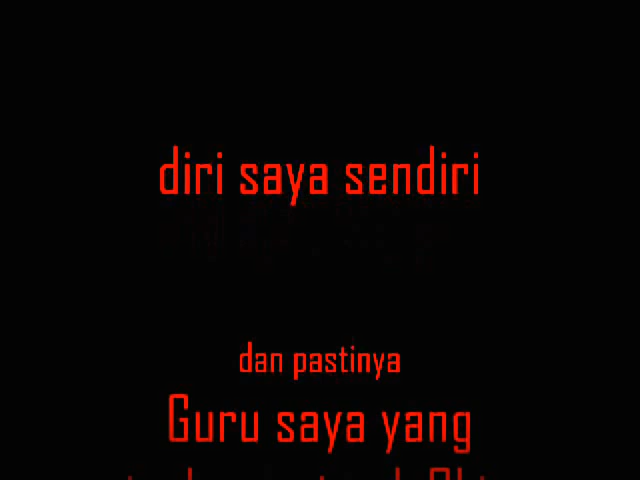 diri saya sendiri
dan pastinya
Guru saya yang